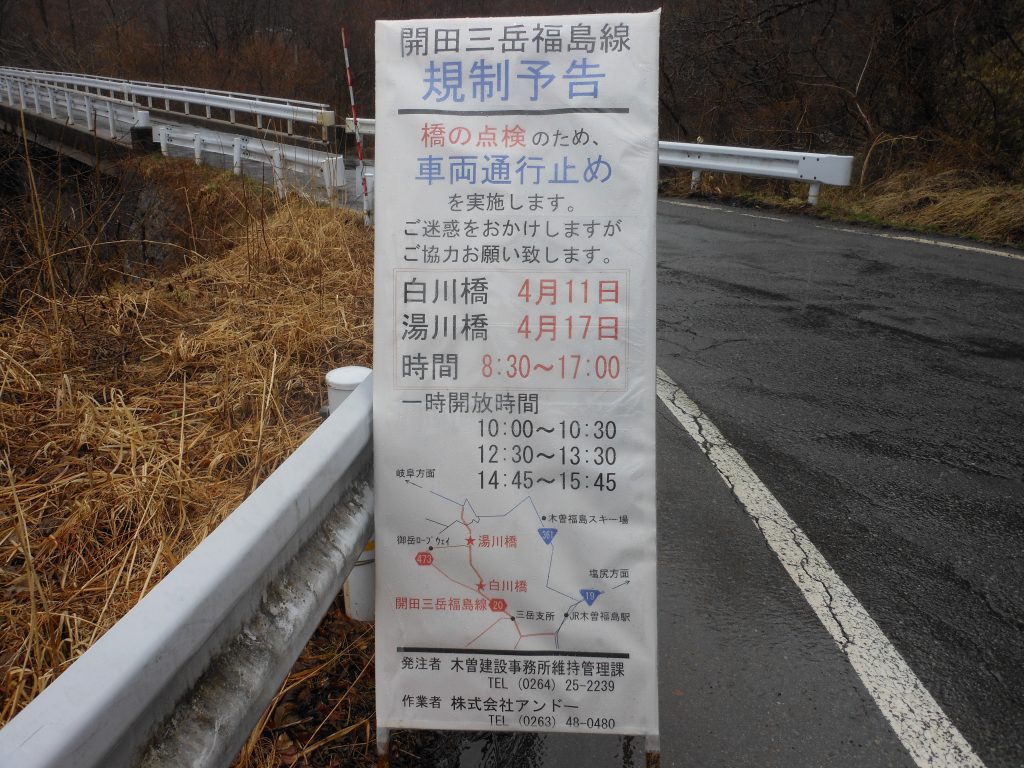 開田三岳福島線
規制予告
橋の点検のため、
車両通行止め
を実施します。
ご迷惑をおかけしますが
ご協力お願い致します。
白川橋 4月11日
湯川橋 4月17日
時間 8:30～17:00
一時開放時間
10:00～10:30
12:30～13:30
14:45～15:45
岐阜方面
木曽福島スキー場
361
御岳ロープウェイ
湯川橋
473
白川橋
塩尻方面
19
開田三岳福島線 20
三岳支所
JR木曽福島駅
発注者 木曽建設事務所維持管理課
TEL (0264) 25-2239
作業者 株式会社アンドー
TEL (0263) 48-0480